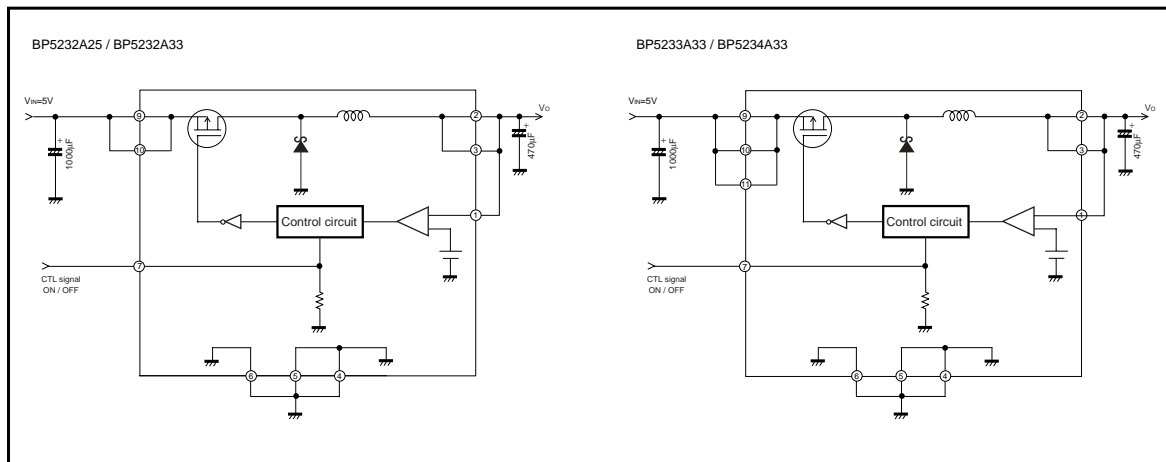 BP5232A25 / BP5232A33
VIN=5V
1000μF
+
9
10
2
3
1
VO
470μF
+
Control circuit
7
CTL signal
ON / OFF
6
5
4
BP5233A33 / BP5234A33
VIN=5V
1000μF
+
9
10
11
2
3
1
VO
470μF
+
Control circuit
7
CTL signal
ON / OFF
6
5
4